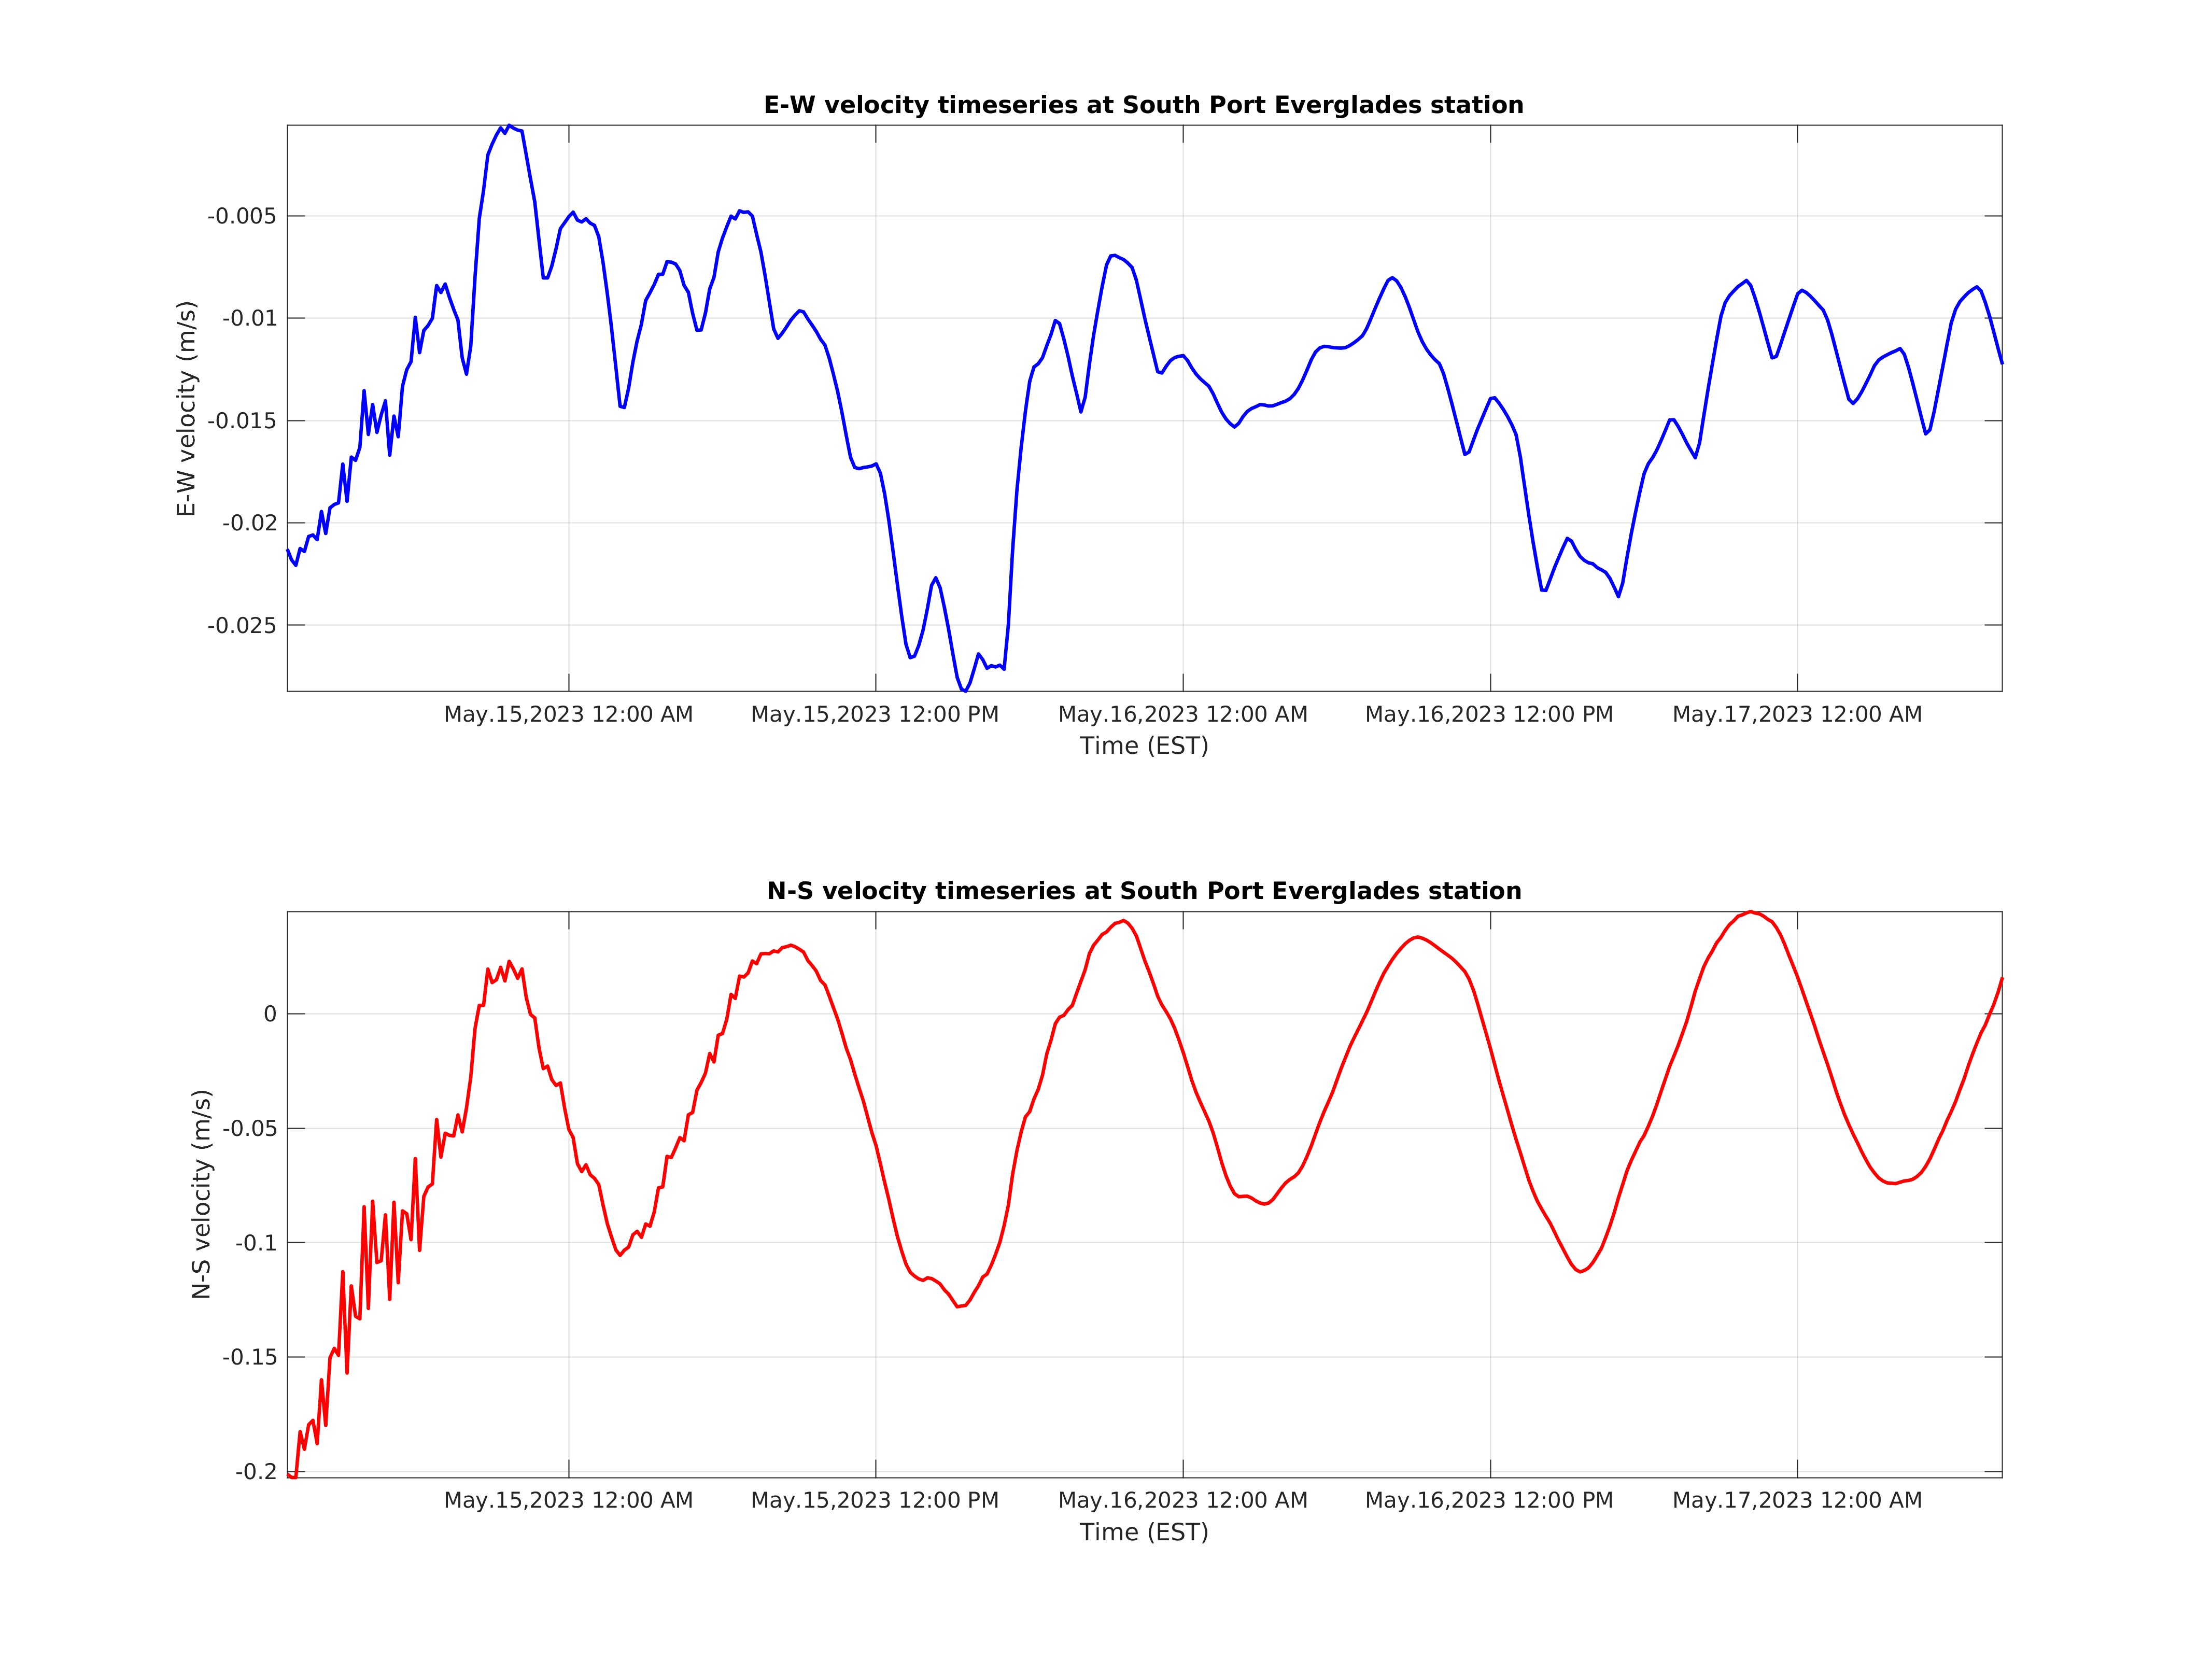 E-W velocity timeseries at South Port Everglades station
-0.005
-0.01
-0.015
-0.02
-0.025
E-W velocity (m/s)
May.15,2023 12:00 AM May.15,2023 12:00 PM May.16,2023 12:00 AM May.16,2023 12:00 PM May.17,2023 12:00 AM
Time (EST)
N-S velocity timeseries at South Port Everglades station
0
-0.05
-0.1
-0.15
-0.2
N-S velocity (m/s)
May.15,2023 12:00 AM May.15,2023 12:00 PM May.16,2023 12:00 AM May.16,2023 12:00 PM May.17,2023 12:00 AM
Time (EST)